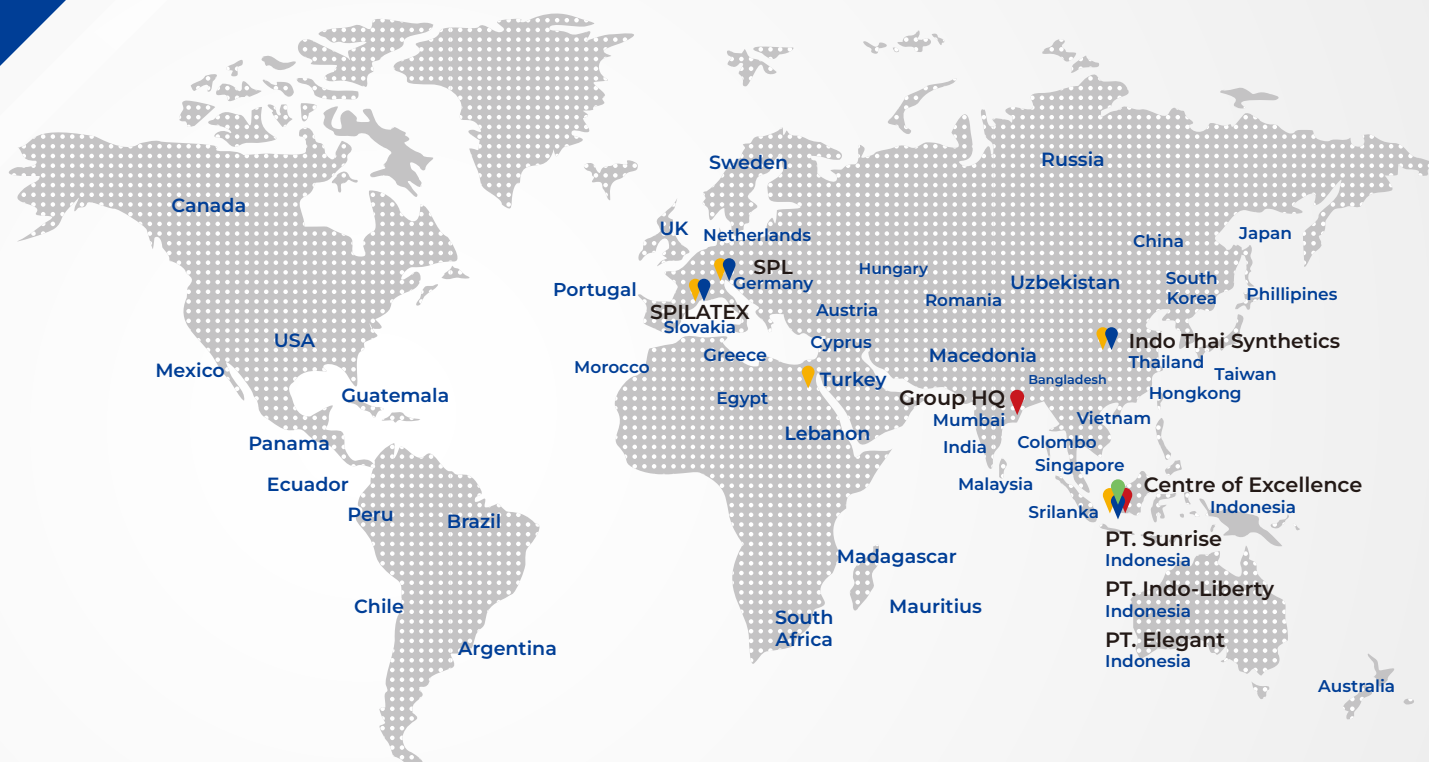 Sweden
Russia
Canada
UK
Netherlands
China
Japan
SPL
Germany
Hungary
Uzbekistan
South
Korea
Portugal
Romania
Phillipines
SPILATEX
Slovakia
Austria
USA
Cyprus
Indo Thai Synthetics
Thailand
Greece
Macedonia
Mexico
Morocco
Taiwan
Turkey
Bangladesh
Guatemala
Egypt
Group HQ
Mumbai
Hongkong
Vietnam
Panama
Lebanon
India
Colombo
Singapore
Ecuador
Malaysia
Centre of Excellence
Indonesia
Peru
Brazil
Srilanka
PT. Sunrise
Indonesia
Madagascar
PT. Indo-Liberty
Indonesia
Chile
Mauritius
South
Africa
PT. Elegant
Indonesia
Argentina
Australia